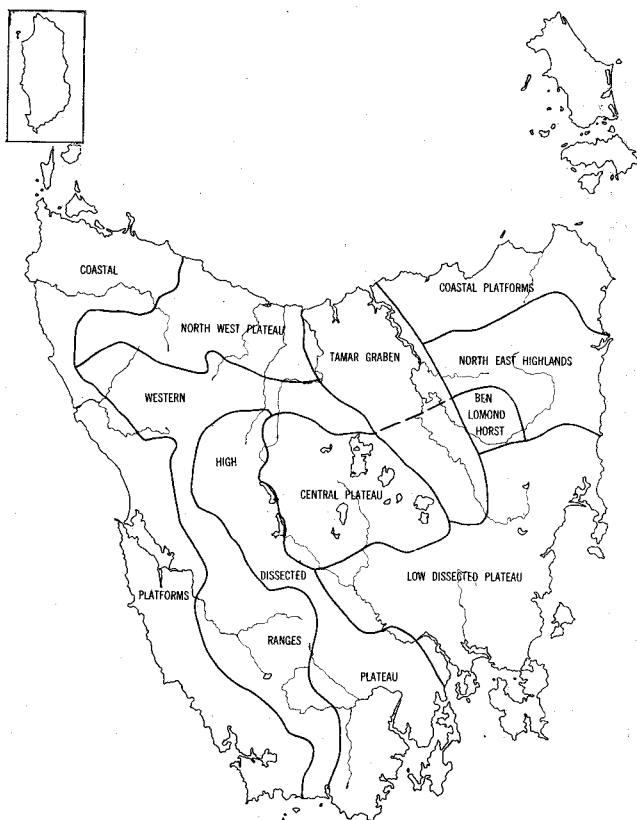 COASTAL
COASTAL PLATFORMS
NORTH WEST PLATEAU
TAMAR GRABEN
NORTH EAST HIGHLANDS
WESTERN
BEN
LOMOND
HORST
HIGH
CENTRAL PLATEAU
DISSECTED
LOW DISSECTED PLATEAU
PLATFORMS
RANGES
PLATEAU